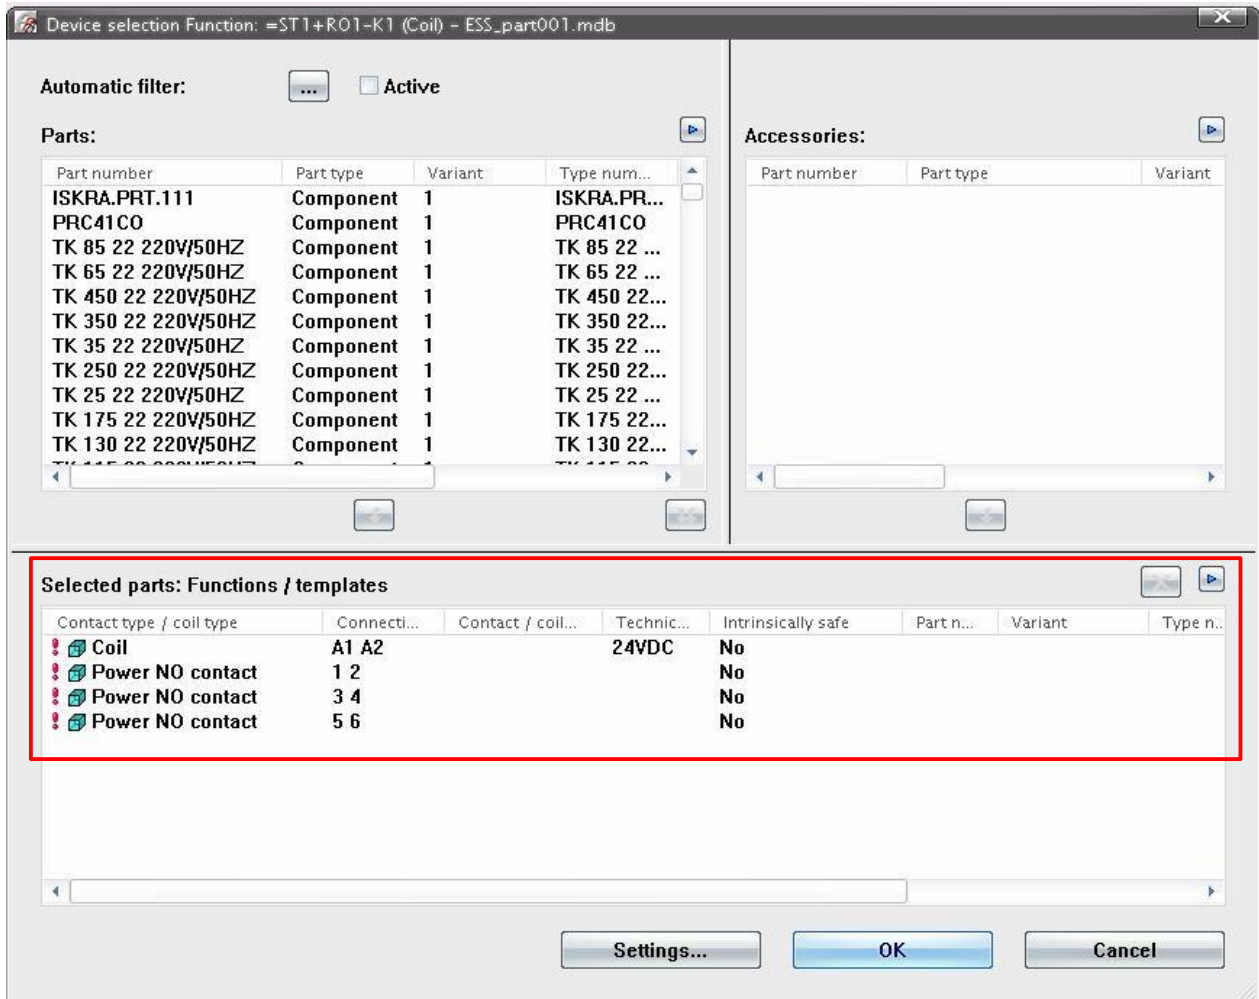 Device selection Function: =ST1+RO1-K1 (Coil) – ESS_part001.mdb
Automatic filter: ... Active
Parts:
Part number Part type Variant Type num...
ISKRA.PRT.111 Component 1 ISKRA.PR...
PRC41CO Component 1 PRC41CO
TK 85 22 220V/50HZ Component 1 TK 85 22 ...
TK 65 22 220V/50HZ Component 1 TK 65 22 ...
TK 450 22 220V/50HZ Component 1 TK 450 22...
TK 350 22 220V/50HZ Component 1 TK 350 22...
TK 35 22 220V/50HZ Component 1 TK 35 22 ...
TK 250 22 220V/50HZ Component 1 TK 250 22...
TK 25 22 220V/50HZ Component 1 TK 25 22 ...
TK 175 22 220V/50HZ Component 1 TK 175 22...
TK 130 22 220V/50HZ Component 1 TK 130 22...
Accessories:
Part number Part type Variant
Selected parts: Functions / templates
Contact type / coil type Connecti... Contact / coil... Technic... Intrinsically safe Part n... Variant Type n..
Coil A1 A2 24VDC No
Power NO contact 1 2 No
Power NO contact 3 4 No
Power NO contact 5 6 No
Settings... OK Cancel